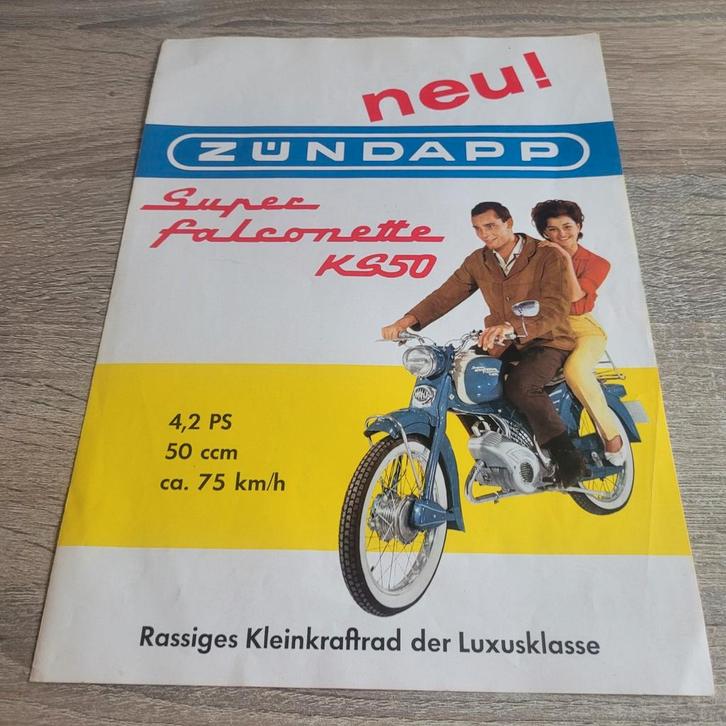 neu!
ZÜNDAPP
Super
falconette
KS50
4,2 PS
50 ccm
ca. 75 km/h
Rassiges Kleinkraftrad der Luxusklasse